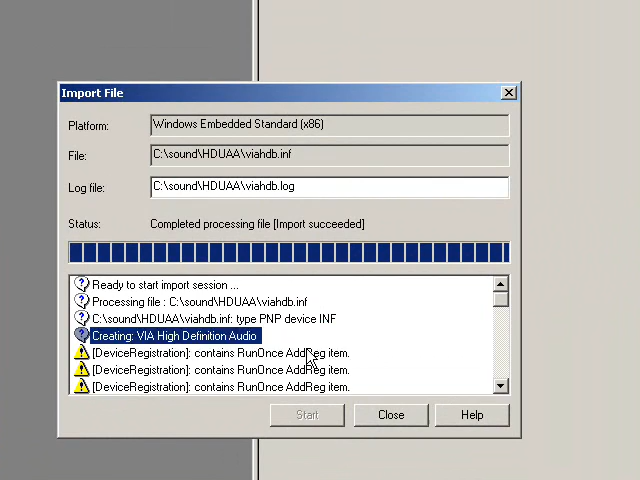 Import File
Platform: Windows Embedded Standard (x86)
File: C:\sound\HDUAA\viahdb.inf
Log file: C:\sound\HDUAA\viahdb.log
Status: Completed processing file [Import succeeded]
Ready to start import session ...
Processing file : C:\sound\HDUAA\viahdb.inf
C:\sound\HDUAA\viahdb.inf: type PNP device INF
Creating: VIA High Definition Audio
[DeviceRegistration]: contains RunOnce AddReg item.
[DeviceRegistration]: contains RunOnce AddReg item.
[DeviceRegistration]: contains RunOnce AddReg item.
Start Close Help